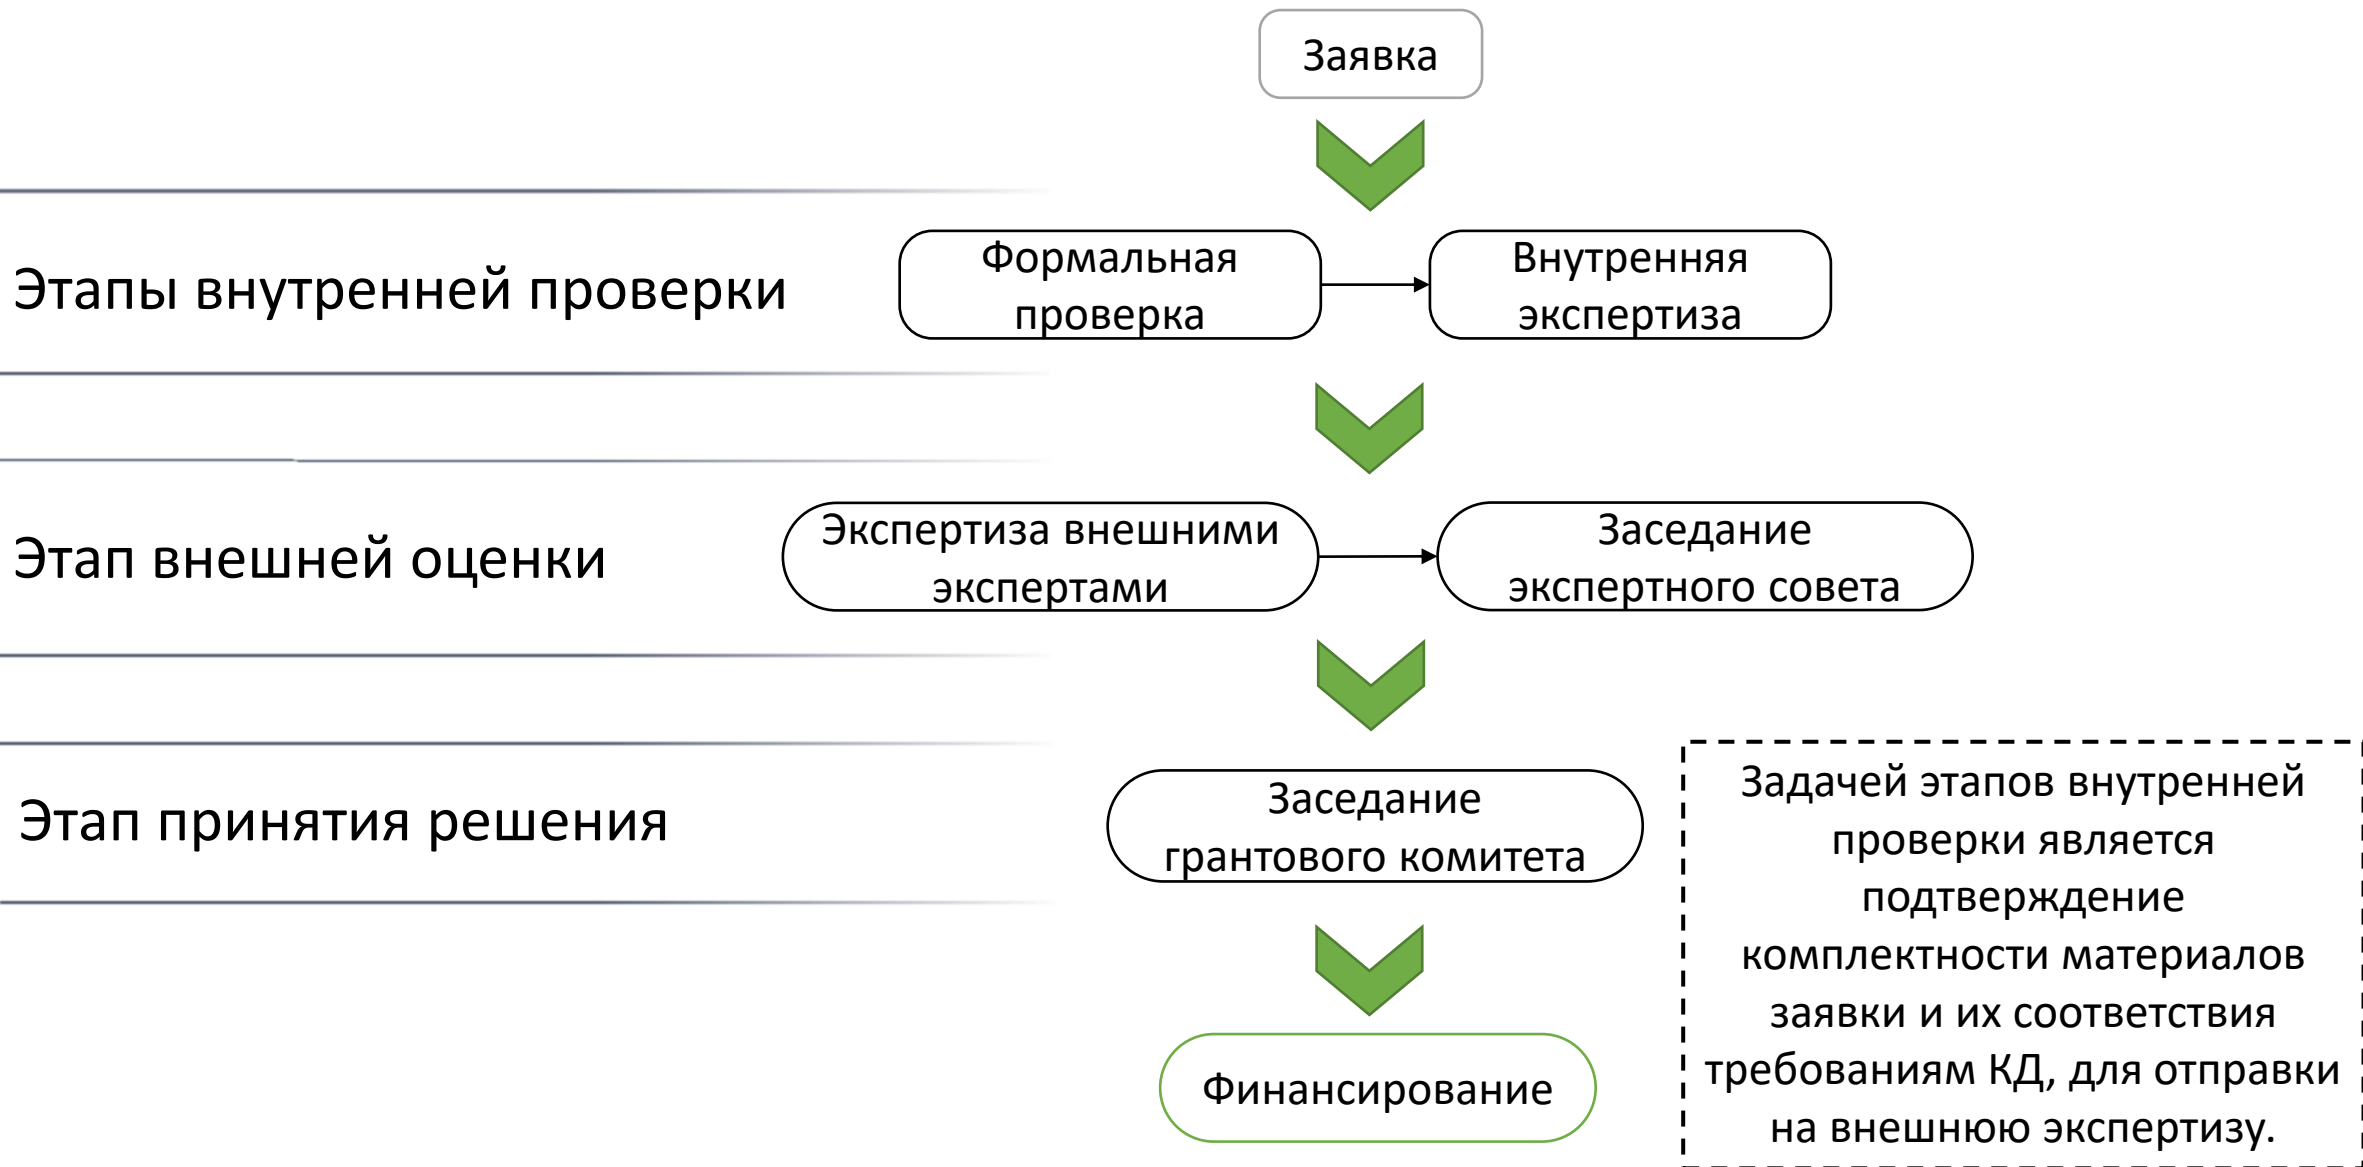 Заявка
Этапы внутренней проверки
Формальная
проверка
Внутренняя
экспертиза
Этап внешней оценки
Экспертиза внешними
экспертами
Заседание
экспертного совета
Этап принятия решения
Заседание
грантового комитета
Финансирование
Задачей этапов внутренней
проверки является
подтверждение
комплектности материалов
заявки и их соответствия
требованиям КД, для отправки
на внешнюю экспертизу.